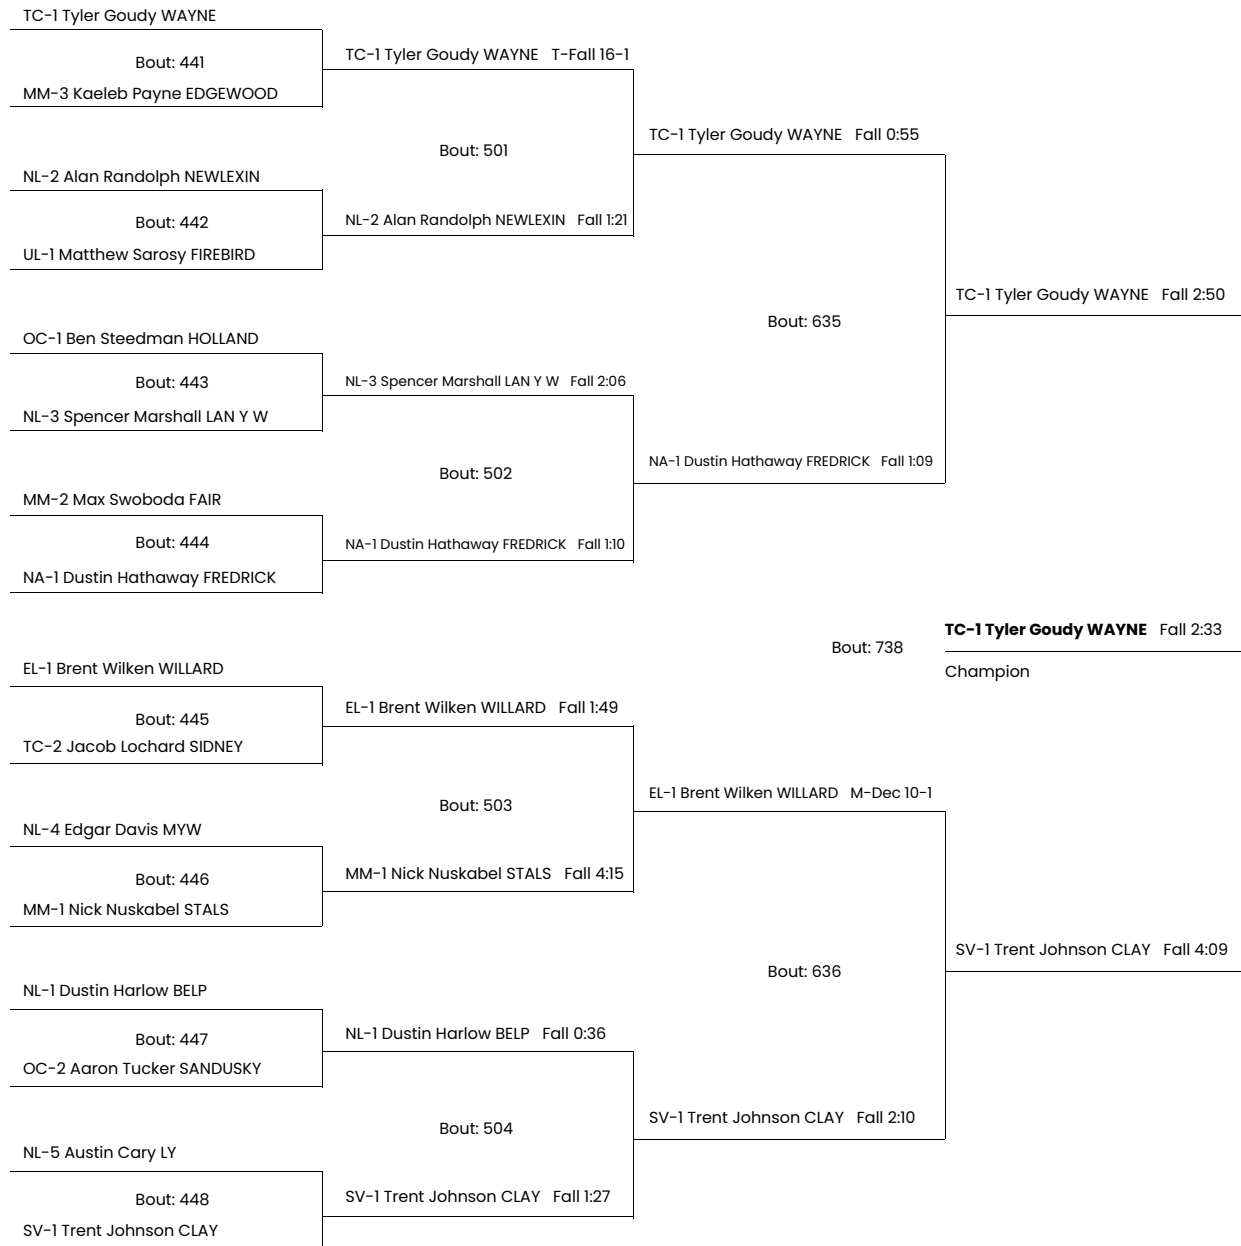 TC-1 Tyler Goudy WAYNE
Bout: 441
TC-1 Tyler Goudy WAYNE T-Fall 16-1
MM-3 Kaeleb Payne EDGEWOOD
Bout: 501
TC-1 Tyler Goudy WAYNE Fall 0:55
NL-2 Alan Randolph NEWLEXIN
Bout: 442
NL-2 Alan Randolph NEWLEXIN Fall 1:21
UL-1 Matthew Sarosy FIREBIRD
TC-1 Tyler Goudy WAYNE Fall 2:50
Bout: 635
OC-1 Ben Steedman HOLLAND
Bout: 443
NL-3 Spencer Marshall LAN Y W Fall 2:06
NL-3 Spencer Marshall LAN Y W
Bout: 502
NA-1 Dustin Hathaway FREDRICK Fall 1:09
MM-2 Max Swoboda FAIR
Bout: 444
NA-1 Dustin Hathaway FREDRICK Fall 1:10
NA-1 Dustin Hathaway FREDRICK
Bout: 738
TC-1 Tyler Goudy WAYNE Fall 2:33
Champion
EL-1 Brent Wilken WILLARD
Bout: 445
EL-1 Brent Wilken WILLARD Fall 1:49
TC-2 Jacob Lochard SIDNEY
Bout: 503
EL-1 Brent Wilken WILLARD M-Dec 10-1
NL-4 Edgar Davis MYW
Bout: 446
MM-1 Nick Nuskabel STALS Fall 4:15
MM-1 Nick Nuskabel STALS
SV-1 Trent Johnson CLAY Fall 4:09
Bout: 636
NL-1 Dustin Harlow BELP
Bout: 447
NL-1 Dustin Harlow BELP Fall 0:36
OC-2 Aaron Tucker SANDUSKY
Bout: 504
SV-1 Trent Johnson CLAY Fall 2:10
NL-5 Austin Cary LY
Bout: 448
SV-1 Trent Johnson CLAY Fall 1:27
SV-1 Trent Johnson CLAY